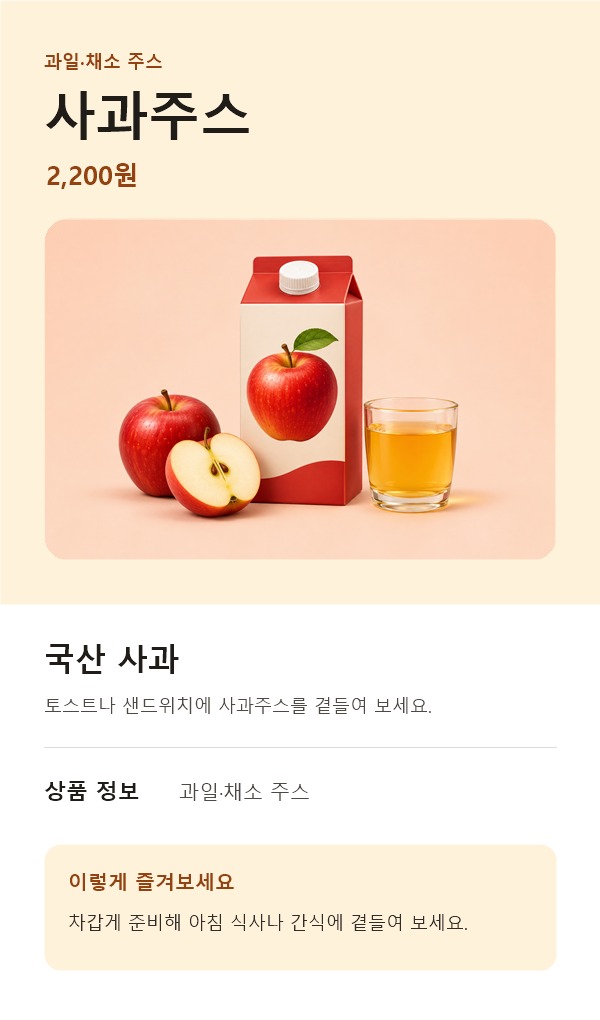 과일·채소 주스
사과주스
2,200원
국산 사과
토스트나 샌드위치에 사과주스를 곁들여 보세요.
상품 정보 과일·채소 주스
이렇게 즐겨보세요
차갑게 준비해 아침 식사나 간식에 곁들여 보세요.